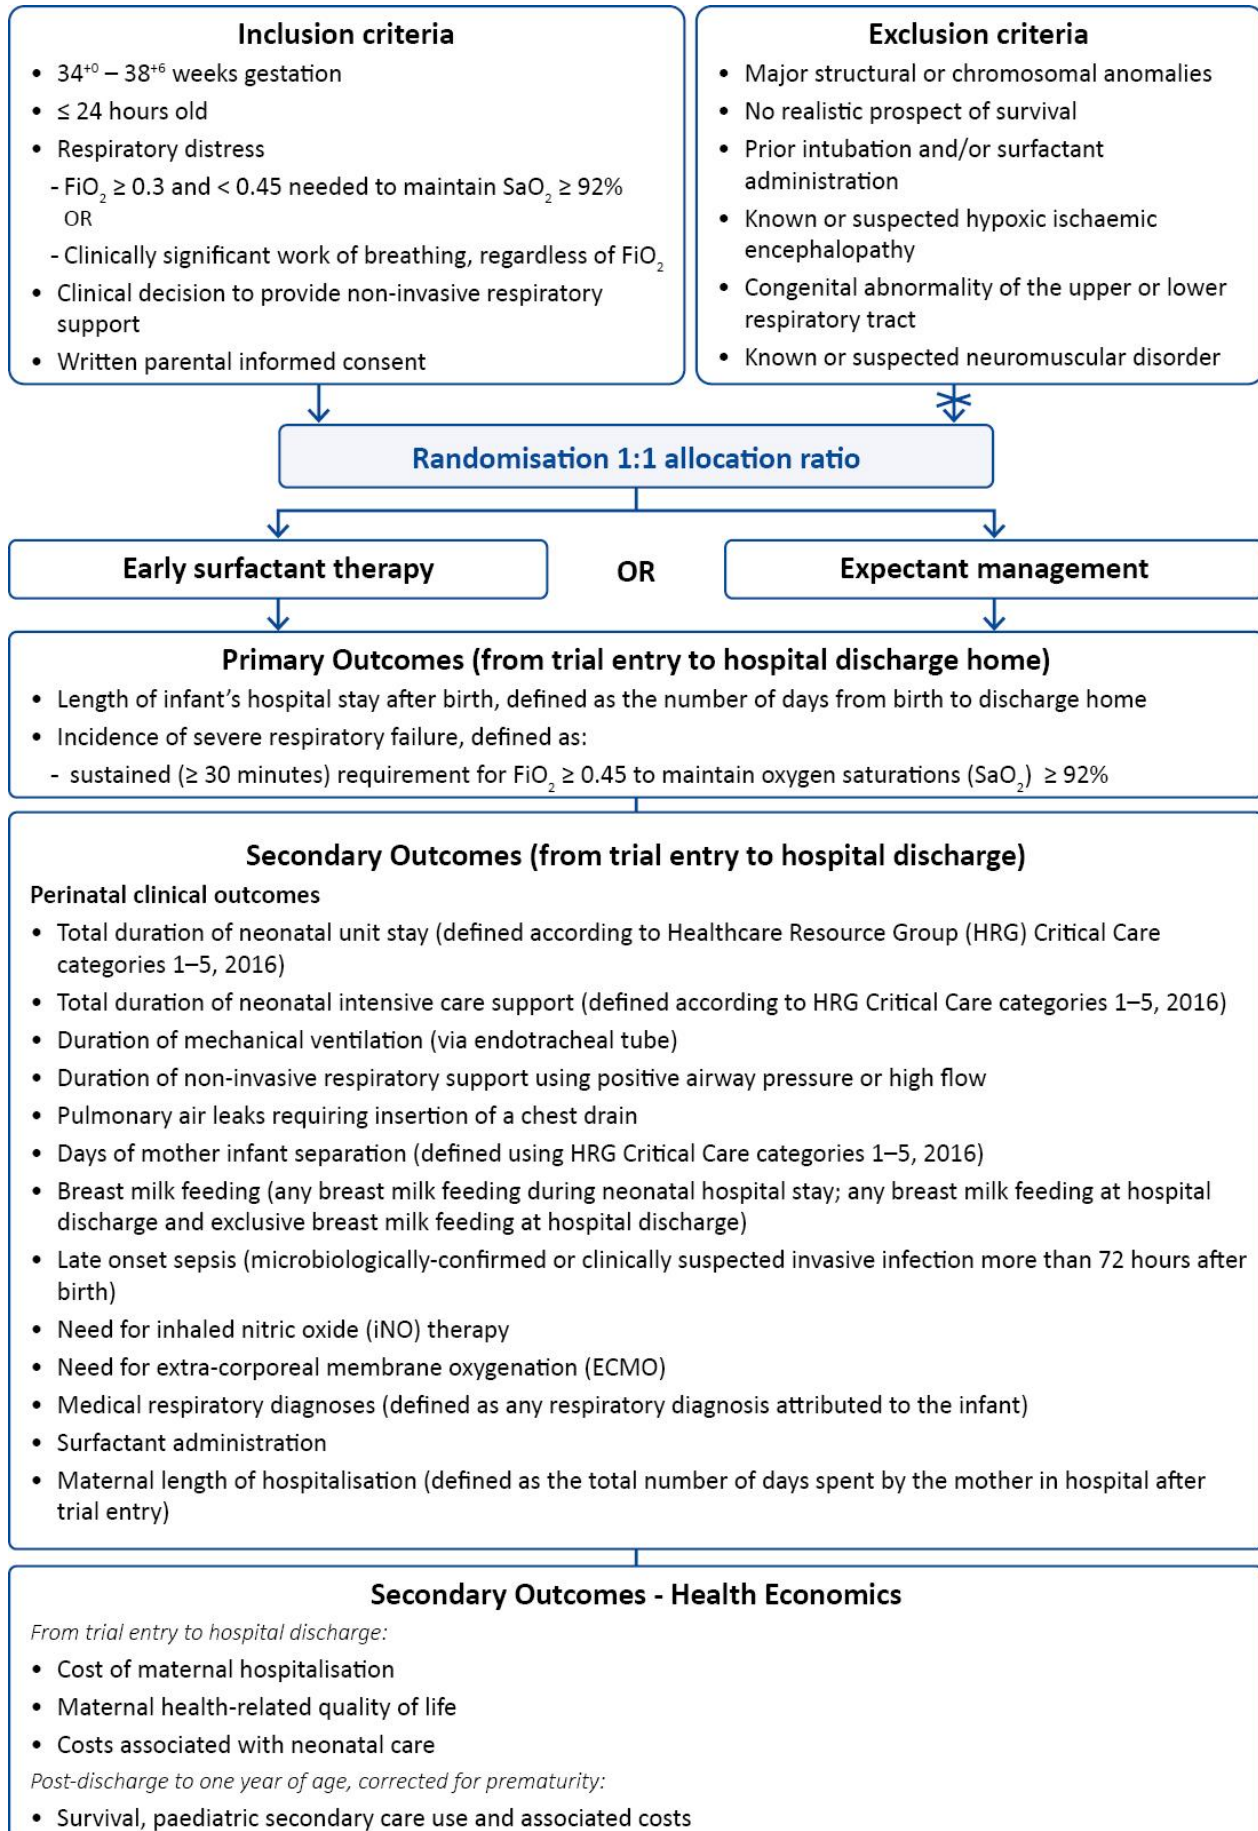 Inclusion criteria
• 34⁺⁰ – 38⁺⁶ weeks gestation
• ≤ 24 hours old
• Respiratory distress
- FiO₂ ≥ 0.3 and < 0.45 needed to maintain SaO₂ ≥ 92%
OR
- Clinically significant work of breathing, regardless of FiO₂
• Clinical decision to provide non-invasive respiratory
support
• Written parental informed consent
Exclusion criteria
• Major structural or chromosomal anomalies
• No realistic prospect of survival
• Prior intubation and/or surfactant
administration
• Known or suspected hypoxic ischaemic
encephalopathy
• Congenital abnormality of the upper or lower
respiratory tract
• Known or suspected neuromuscular disorder
Randomisation 1:1 allocation ratio
Early surfactant therapy
OR
Expectant management
Primary Outcomes (from trial entry to hospital discharge home)
• Length of infant’s hospital stay after birth, defined as the number of days from birth to discharge home
• Incidence of severe respiratory failure, defined as:
- sustained (≥ 30 minutes) requirement for FiO₂ ≥ 0.45 to maintain oxygen saturations (SaO₂) ≥ 92%
Secondary Outcomes (from trial entry to hospital discharge)
Perinatal clinical outcomes
• Total duration of neonatal unit stay (defined according to Healthcare Resource Group (HRG) Critical Care
categories 1–5, 2016)
• Total duration of neonatal intensive care support (defined according to HRG Critical Care categories 1–5, 2016)
• Duration of mechanical ventilation (via endotracheal tube)
• Duration of non-invasive respiratory support using positive airway pressure or high flow
• Pulmonary air leaks requiring insertion of a chest drain
• Days of mother infant separation (defined using HRG Critical Care categories 1–5, 2016)
• Breast milk feeding (any breast milk feeding during neonatal hospital stay; any breast milk feeding at hospital
discharge and exclusive breast milk feeding at hospital discharge)
• Late onset sepsis (microbiologically-confirmed or clinically suspected invasive infection more than 72 hours after
birth)
• Need for inhaled nitric oxide (iNO) therapy
• Need for extra-corporeal membrane oxygenation (ECMO)
• Medical respiratory diagnoses (defined as any respiratory diagnosis attributed to the infant)
• Surfactant administration
• Maternal length of hospitalisation (defined as the total number of days spent by the mother in hospital after
trial entry)
Secondary Outcomes - Health Economics
From trial entry to hospital discharge:
• Cost of maternal hospitalisation
• Maternal health-related quality of life
• Costs associated with neonatal care
Post-discharge to one year of age, corrected for prematurity:
• Survival, paediatric secondary care use and associated costs